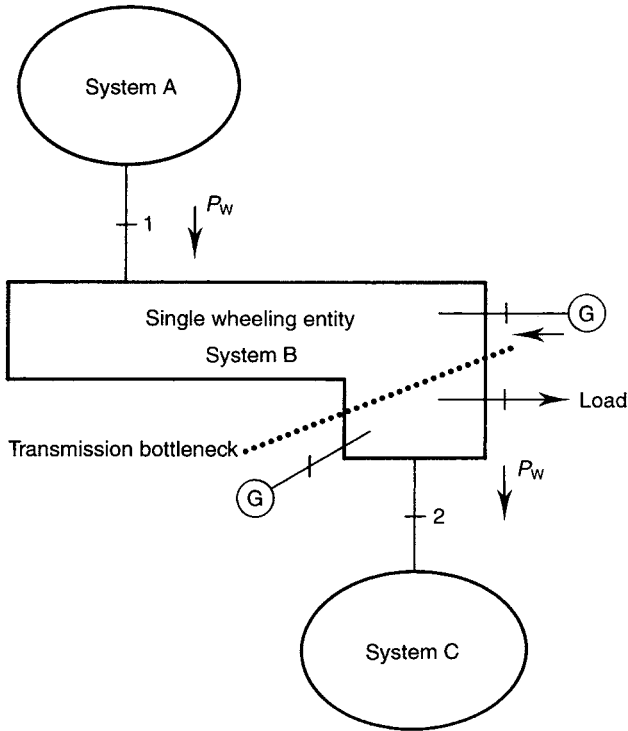 System A
1
P_W
Single wheeling entity
System B
G
Load
Transmission bottleneck
G
P_W
2
System C